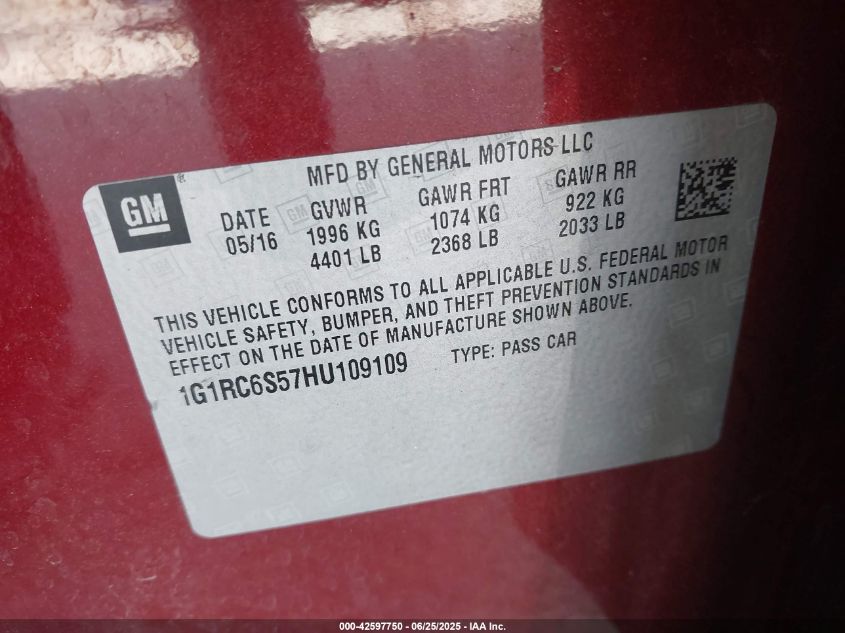 MFD BY GENERAL MOTORS LLC
GM
DATE GVWR GAWR FRT GAWR RR
05/16 1996 KG 1074 KG 922 KG
4401 LB 2368 LB 2033 LB
THIS VEHICLE CONFORMS TO ALL APPLICABLE U.S. FEDERAL MOTOR
VEHICLE SAFETY, BUMPER, AND THEFT PREVENTION STANDARDS IN
EFFECT ON THE DATE OF MANUFACTURE SHOWN ABOVE.
1G1RC6S57HU109109 TYPE: PASS CAR
000-42597750 - 06/25/2025 - IAA Inc.